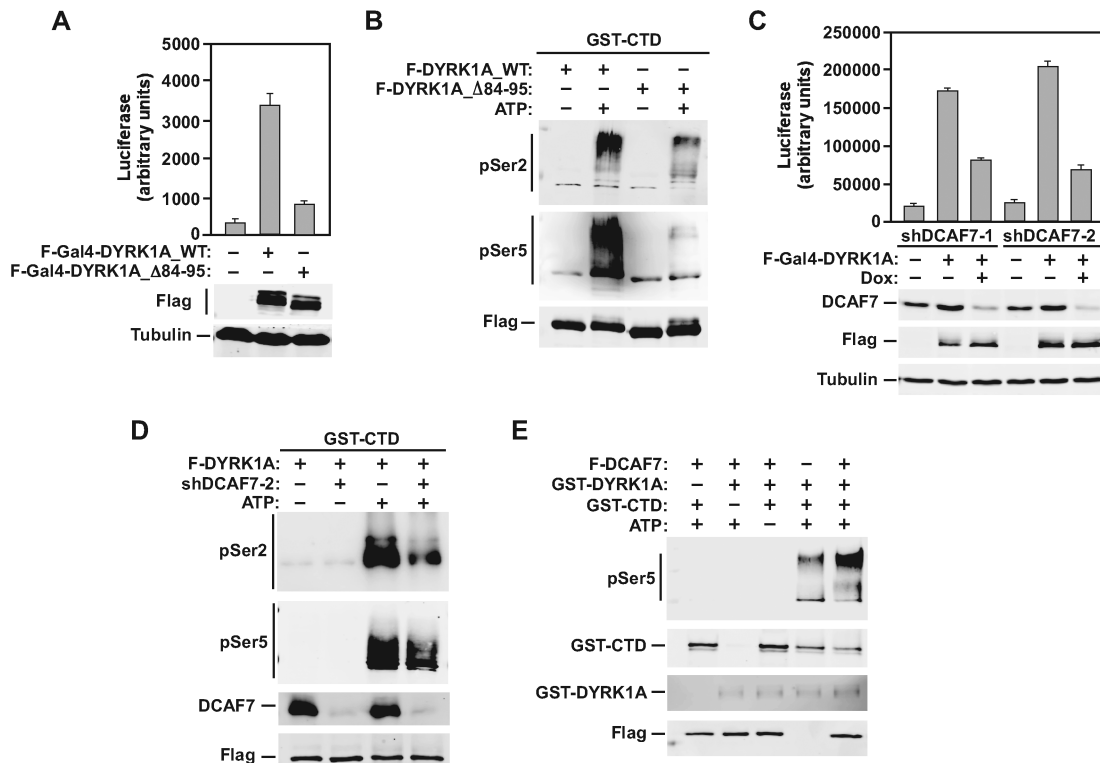 A
Luciferase
(arbitrary units)
5000
4000
3000
2000
1000
0
F-Gal4-DYRK1A_WT: – + –
F-Gal4-DYRK1A_Δ84-95: – – +
Flag
Tubulin
B
GST-CTD
F-DYRK1A_WT: + + – –
F-DYRK1A_Δ84-95: – – + +
ATP: – + – +
pSer2
pSer5
Flag
C
Luciferase
(arbitrary units)
250000
200000
150000
100000
50000
0
shDCAF7-1 shDCAF7-2
F-Gal4-DYRK1A: – + + – + +
Dox: – – + – – +
DCAF7
Flag
Tubulin
D
GST-CTD
F-DYRK1A: + + + +
shDCAF7-2: – + – +
ATP: – – + +
pSer2
pSer5
DCAF7
Flag
E
F-DCAF7: + + + – +
GST-DYRK1A: – + + + +
GST-CTD: + – + + +
ATP: + + – + +
pSer5
GST-CTD
GST-DYRK1A
Flag